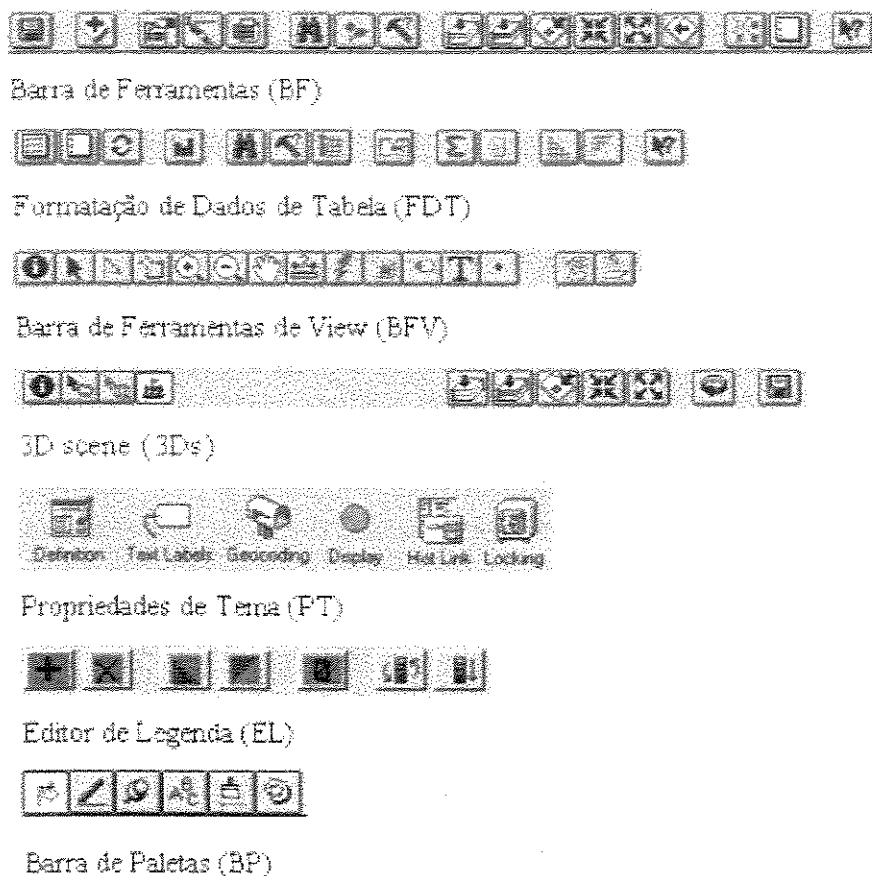 Barra de Ferramentas (BF)
Formatação de Dados de Tabela (FDT)
T
Barra de Ferramentas de View (BFV)
3D scene (3Ds)
Definition Text Labels Geocoding Display Hot Link Locking
Propriedades de Tema (PT)
Editor de Legenda (EL)
Barra de Paletas (BP)